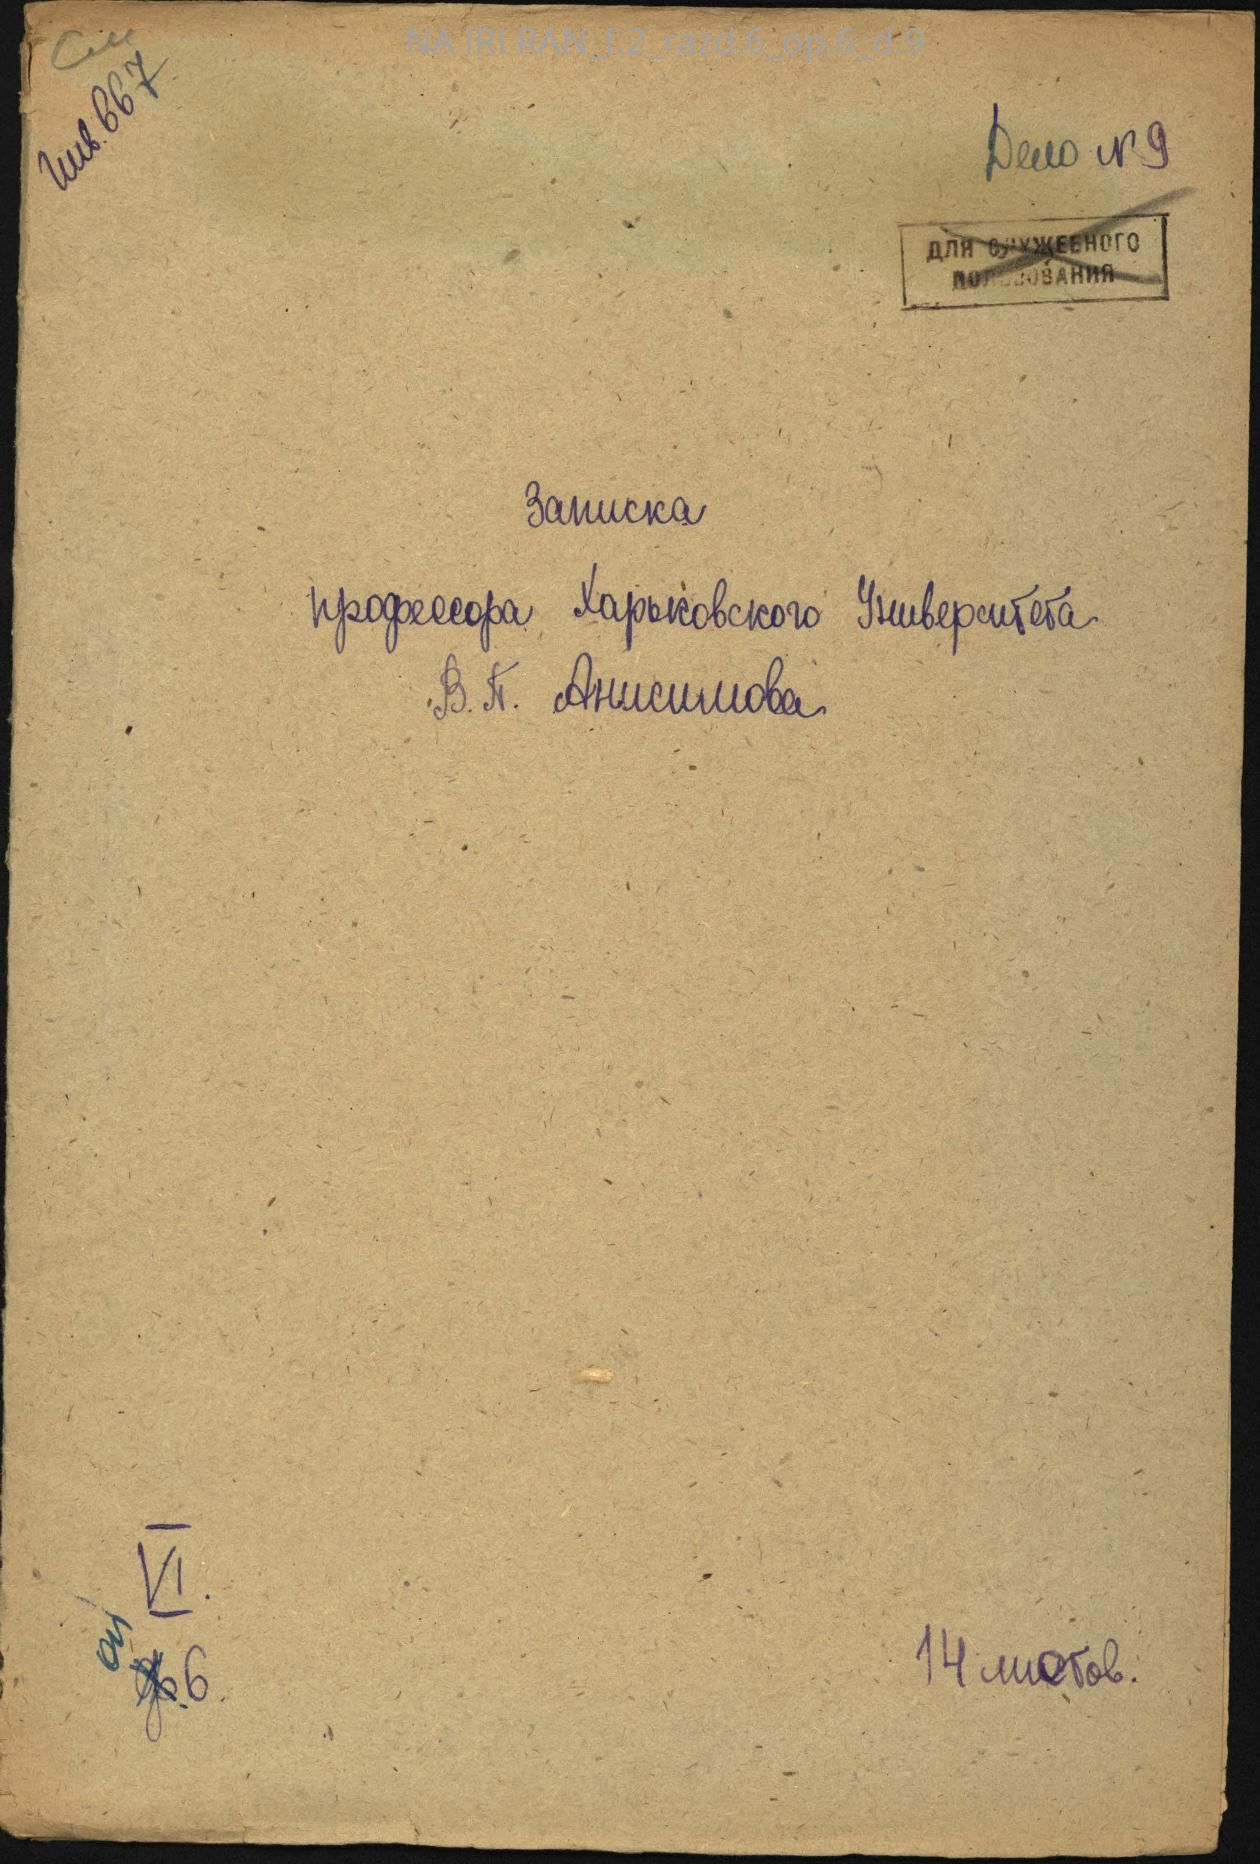 NA IRI RAN_f.2_razd.6_op.6_d.9
См
Инв. 667
Дело N 9
ДЛЯ СЛУЖЕБНОГО
ПОЛЬЗОВАНИЯ
Записка
профессора Харьковского Университета
В. П. Анисимова
VI.
оп
6.
14 листов.